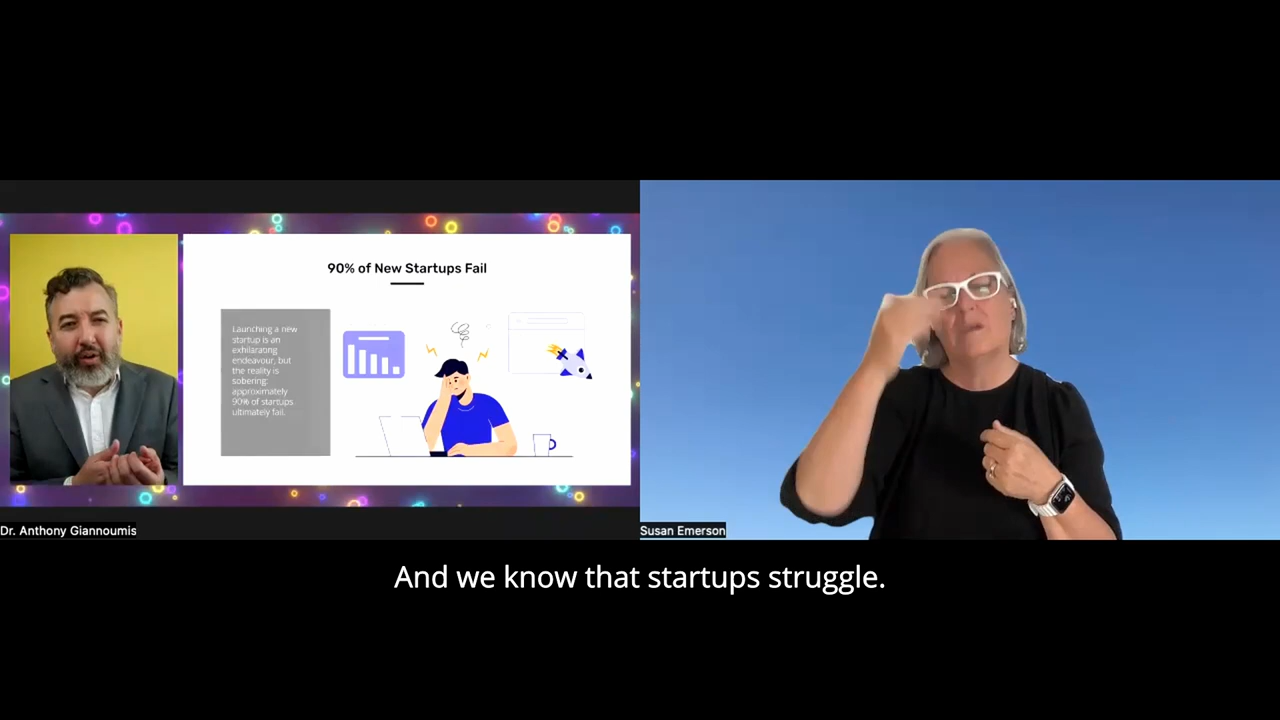 90% of New Startups Fail
Launching a new
startup is an
exhilarating
endeavour, but
the reality is
sobering:
approximately
90% of startups
ultimately fail.
Dr. Anthony Giannoumis
Susan Emerson
And we know that startups struggle.